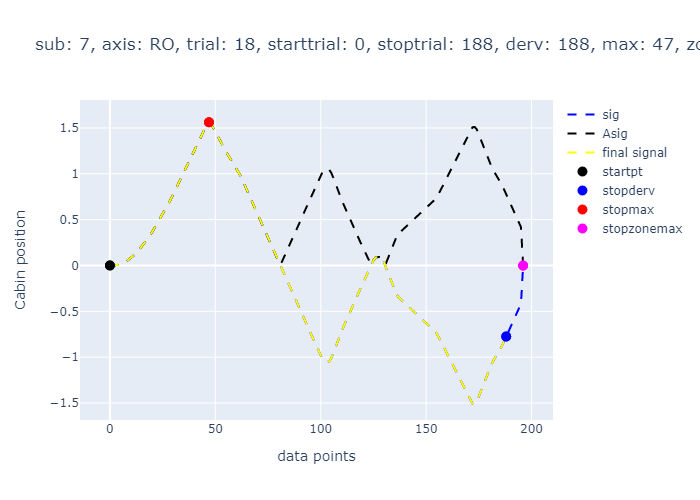 sub: 7, axis: RO, trial: 18, starttrial: 0, stoptrial: 188, derv: 188, max: 47, zo
1.5
1
0.5
0
−0.5
−1
−1.5
Cabin position
0
50
100
150
200
data points
sig
Asig
final signal
startpt
stopderv
stopmax
stopzonemax